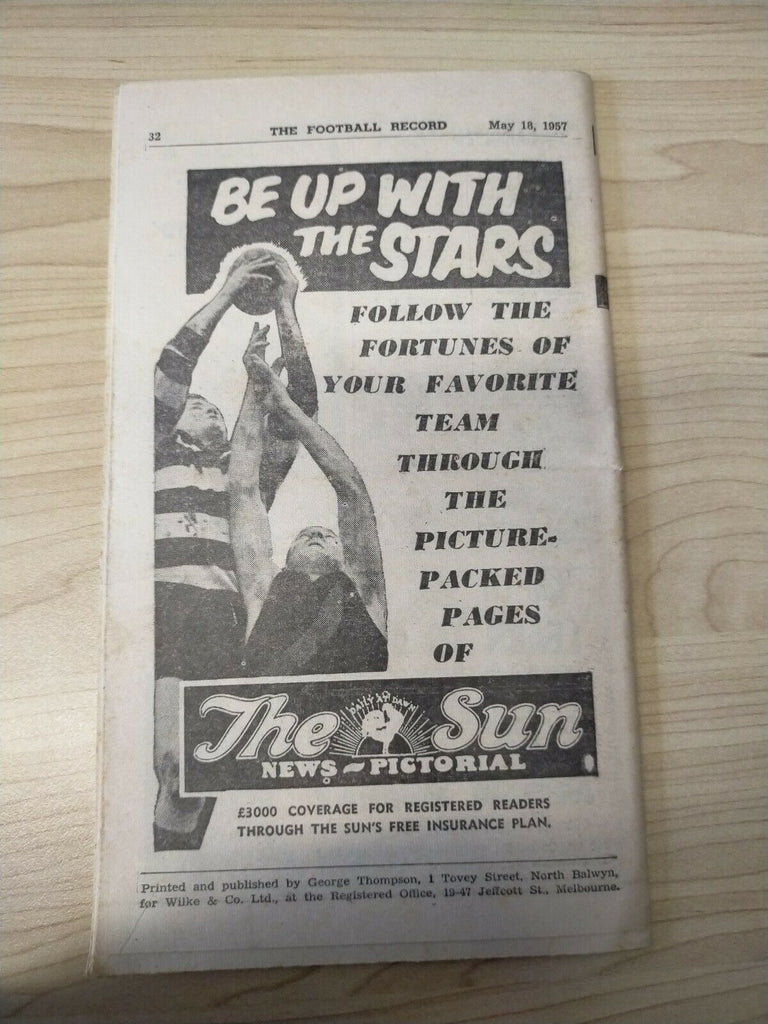 32 THE FOOTBALL RECORD May 18, 1957
BE UP WITH
THE STARS
FOLLOW THE
FORTUNES OF
YOUR FAVORITE
TEAM
THROUGH
THE
PICTURE-
PACKED
PAGES
OF
DAILY AT DAWN
The Sun
NEWS-PICTORIAL
£3000 COVERAGE FOR REGISTERED READERS
THROUGH THE SUN'S FREE INSURANCE PLAN.
Printed and published by George Thompson, 1 Tovey Street, North Balwyn,
for Wilke & Co. Ltd., at the Registered Office, 19-47 Jeffcott St., Melbourne.